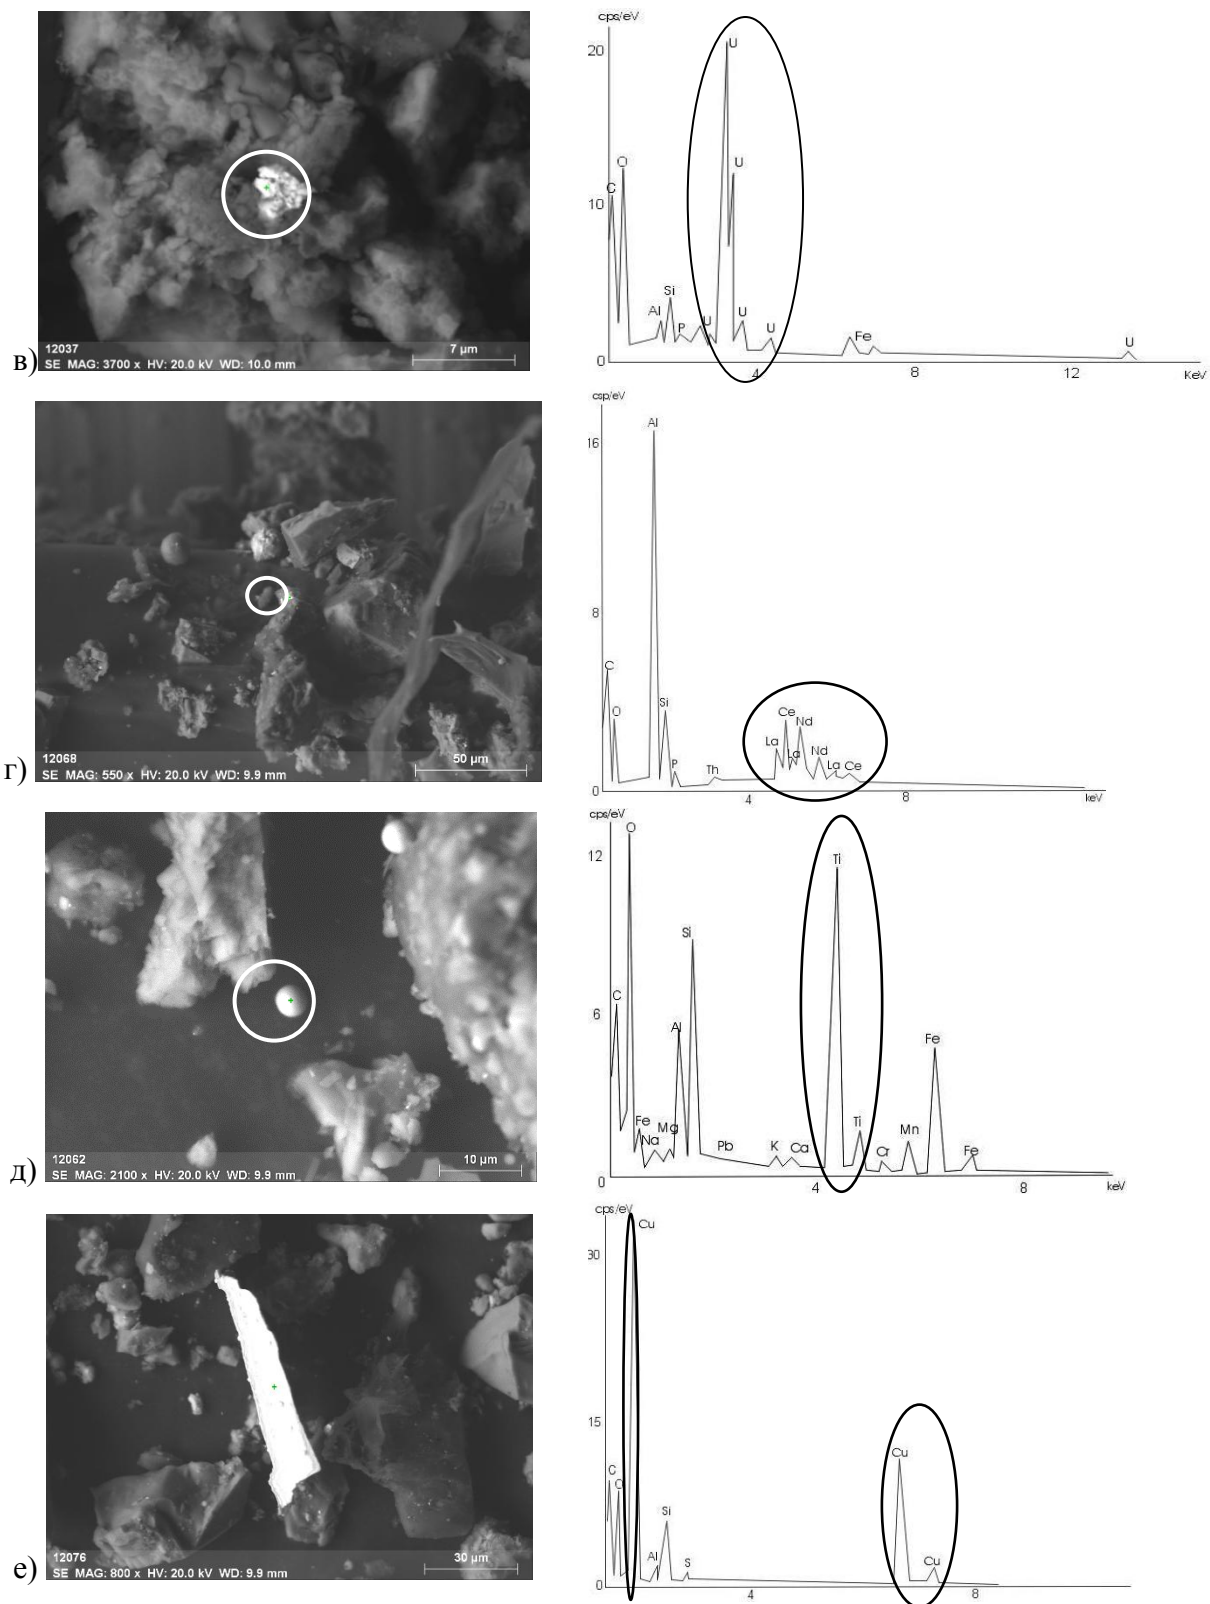 cps/eV
20
10
0
C
O
Al
Si
P
U
U
U
U
U
Fe
U
4
8
12
KeV
12037
7 µm
SE MAG: 3700 x HV: 20.0 kV WD: 10.0 mm
в)
csp/eV
16
8
0
C
O
Al
Si
P
Th
La
Ce
La
Nd
Nd
La
Ce
4
8
keV
12068
50 µm
SE MAG: 550 x HV: 20.0 kV WD: 9.9 mm
г)
cps/eV
12
6
0
C
O
Fe
Na
Mg
Al
Si
Pb
K
Ca
Ti
Ti
Cr
Mn
Fe
Fe
4
8
keV
12062
10 µm
SE MAG: 2100 x HV: 20.0 kV WD: 9.9 mm
д)
cps/eV
30
15
0
C
O
Cu
Al
Si
S
Cu
Cu
4
8
12076
30 µm
SE MAG: 800 x HV: 20.0 kV WD: 9.9 mm
е)